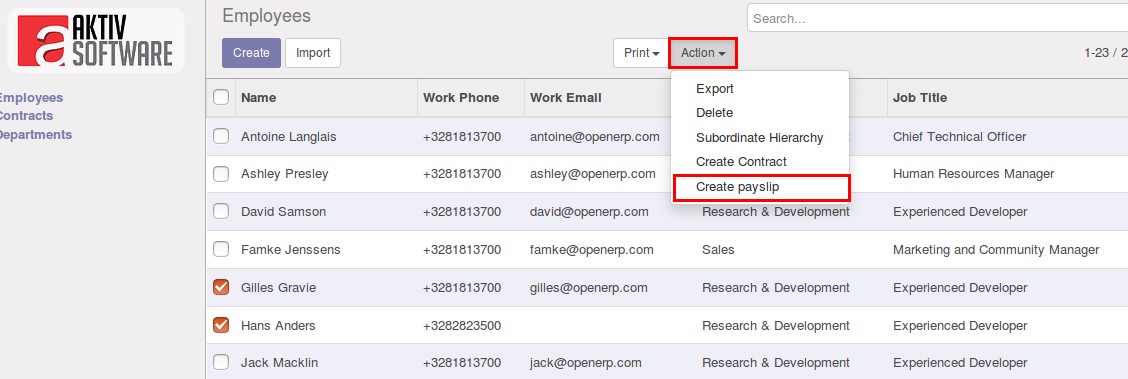 AKTIV
SOFTWARE
Employees
Search...
Create Import Print Action 1-23 / 2
Employees
Contracts
Departments
Export
Delete
Subordinate Hierarchy
Create Contract
Create payslip
Name Work Phone Work Email Job Title
Antoine Langlais +3281813700 antoine@openerp.com Chief Technical Officer
Ashley Presley +3281813700 ashley@openerp.com Human Resources Manager
David Samson +3281813700 david@openerp.com Research & Development Experienced Developer
Famke Jenssens +3281813700 famke@openerp.com Sales Marketing and Community Manager
Gilles Gravie +3281813700 gilles@openerp.com Research & Development Experienced Developer
Hans Anders +3282823500 Research & Development Experienced Developer
Jack Macklin +3281813700 jack@openerp.com Research & Development Experienced Developer